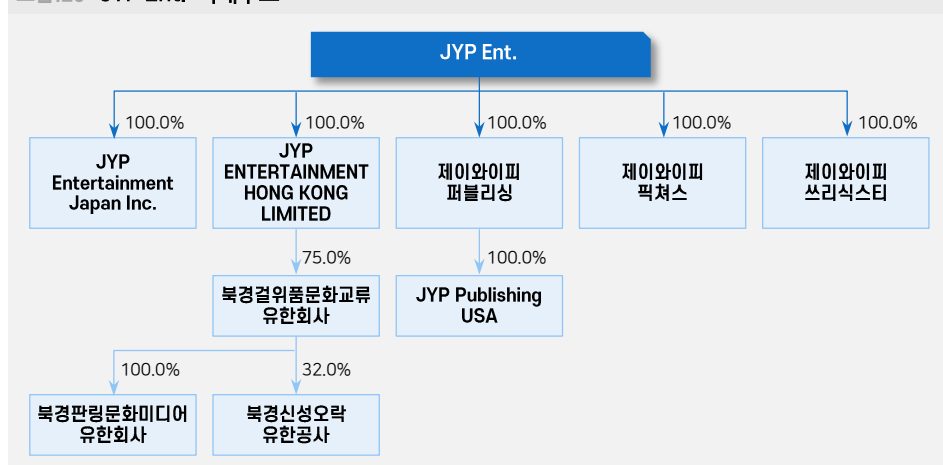 JYP Ent.
100.0%
100.0%
100.0%
100.0%
100.0%
JYP
Entertainment
Japan Inc.
JYP
ENTERTAINMENT
HONG KONG
LIMITED
제이와이피
퍼블리싱
제이와이피
픽쳐스
제이와이피
쓰리식스티
75.0%
100.0%
북경걸위품문화교류
유한회사
JYP Publishing
USA
100.0%
32.0%
북경판링문화미디어
유한회사
북경신성오락
유한공사